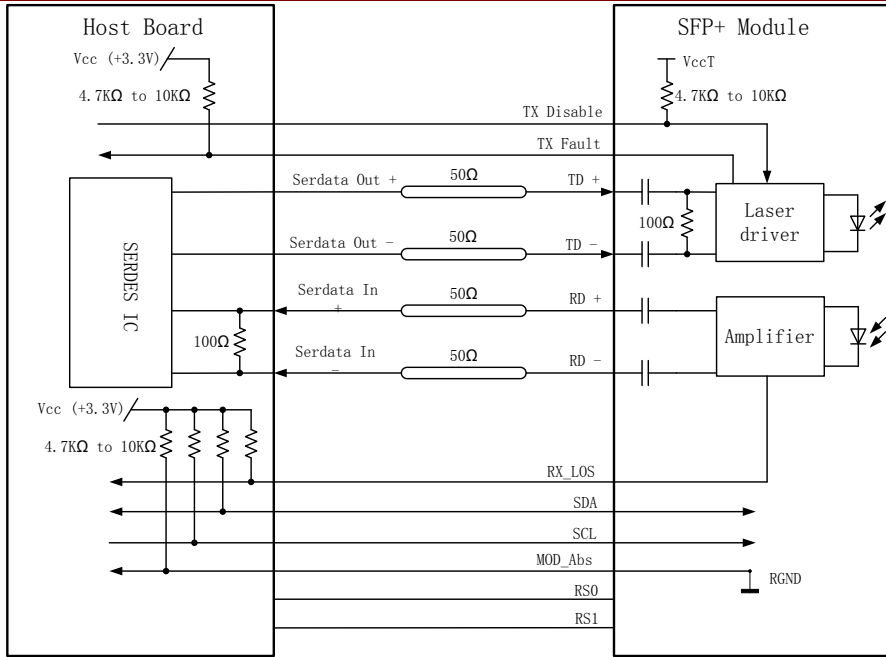 Host Board
SFP+ Module
Vcc (+3.3V)
VccT
4.7KΩ to 10KΩ
4.7KΩ to 10KΩ
TX Disable
TX Fault
Serdata Out +
50Ω
TD +
100Ω
Laser
driver
Serdata Out -
50Ω
TD -
SERDES IC
Serdata In
+
50Ω
RD +
100Ω
Amplifier
Serdata In
-
50Ω
RD -
Vcc (+3.3V)
4.7KΩ to 10KΩ
RX_LOS
SDA
SCL
MOD_Abs
RGND
RS0
RS1